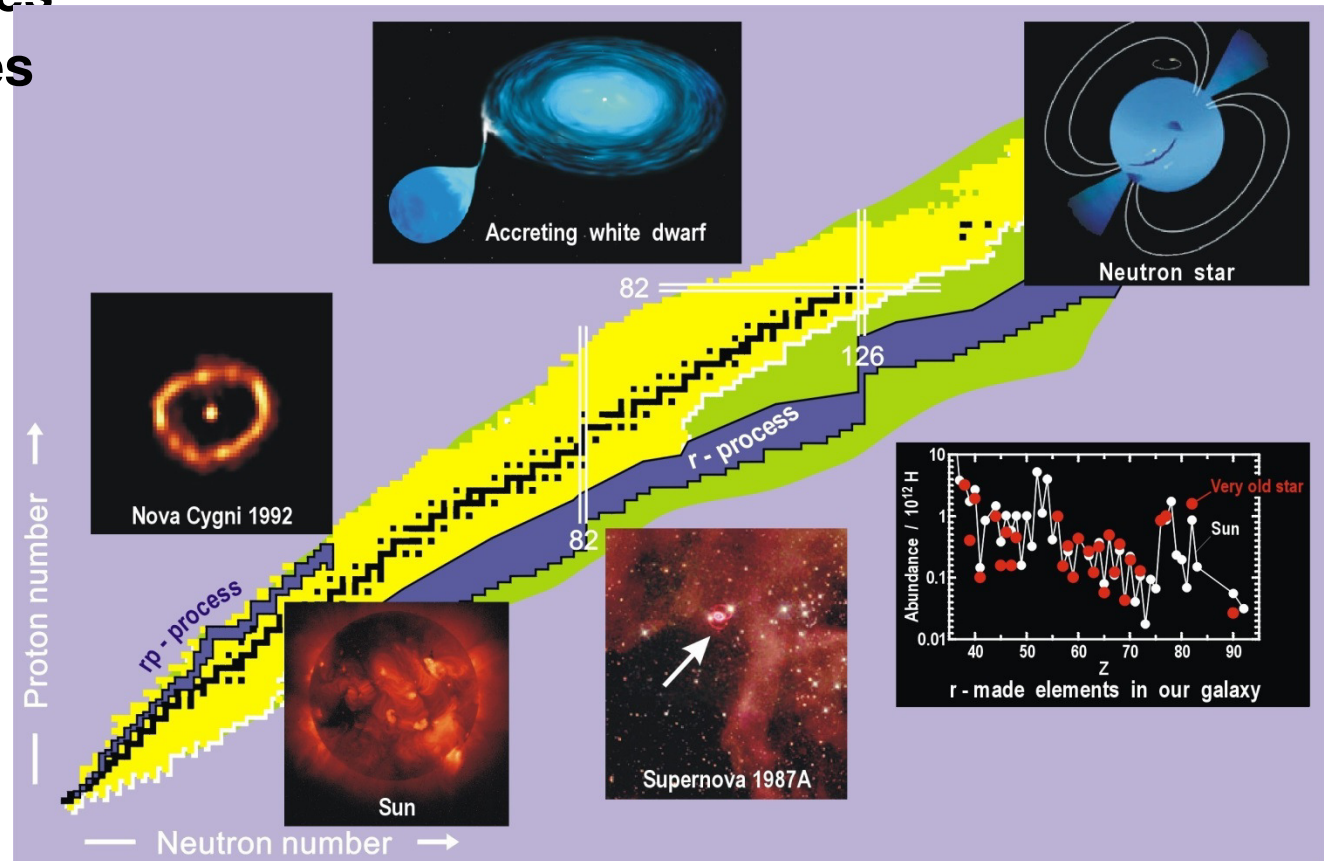 es
Accreting white dwarf
Neutron star
82
126
Nova Cygni 1992
r - process
82
rp - process
Proton number
Sun
Neutron number
Supernova 1987A
Abundance / 10¹² H
10
1
0.1
0.01
Very old star
Sun
40 50 60 70 80 90
Z
r - made elements in our galaxy